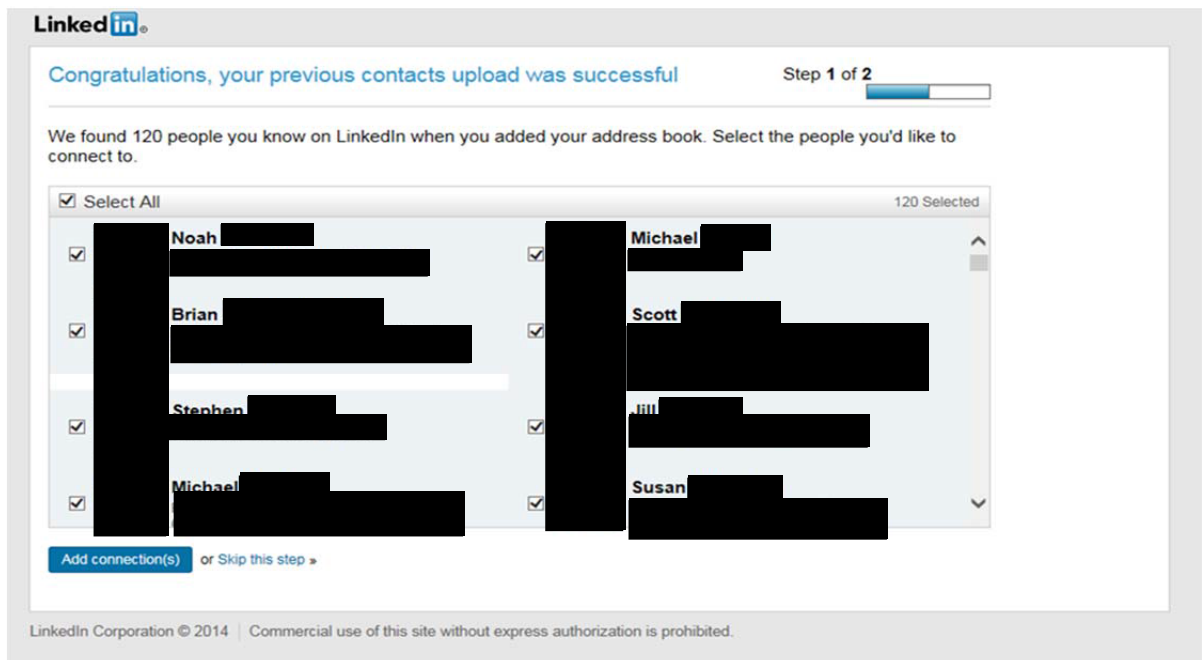 Linked in®
Congratulations, your previous contacts upload was successful
Step 1 of 2
We found 120 people you know on LinkedIn when you added your address book. Select the people you'd like to
connect to.
Select All
120 Selected
Noah
Michael
Brian
Scott
Stephen
Jill
Michael
Susan
Add connection(s) or Skip this step »
LinkedIn Corporation © 2014 | Commercial use of this site without express authorization is prohibited.